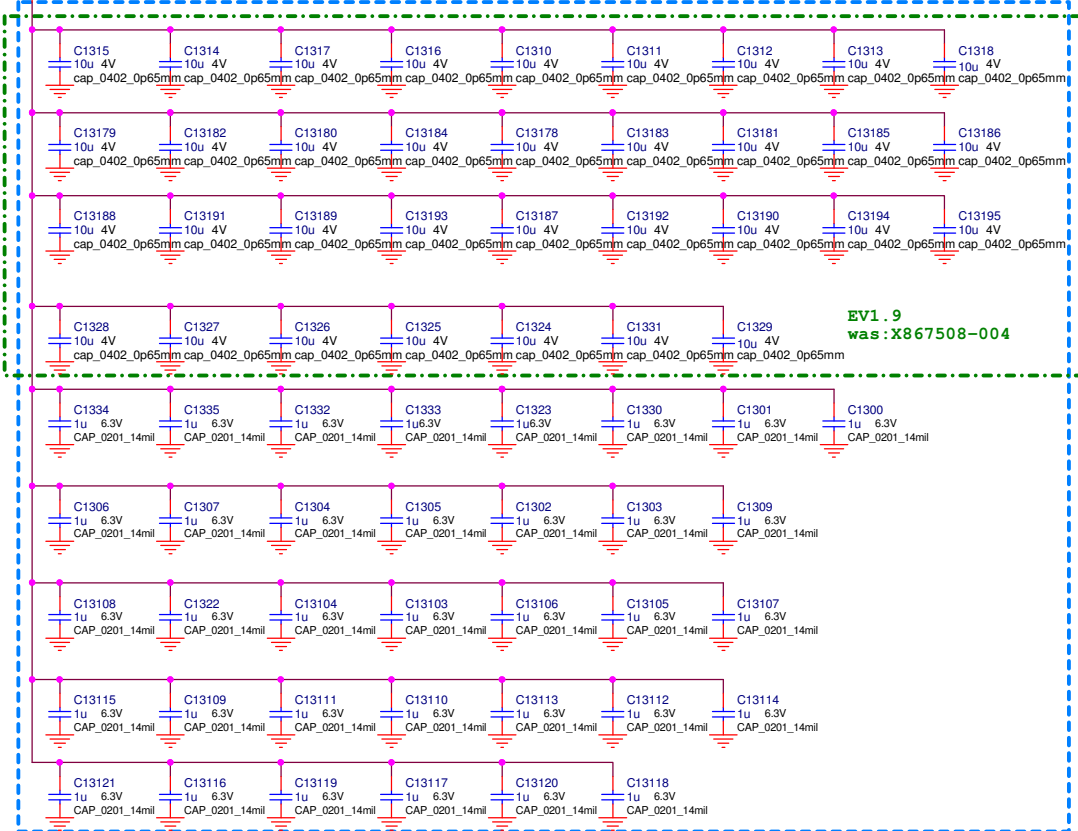 C1315 C1314 C1317 C1316 C1310 C1311 C1312 C1313 C1318
10u 4V 10u 4V 10u 4V 10u 4V 10u 4V 10u 4V 10u 4V 10u 4V 10u 4V
cap_0402_0p65mm cap_0402_0p65mm cap_0402_0p65mm cap_0402_0p65mm cap_0402_0p65mm cap_0402_0p65mm cap_0402_0p65mm cap_0402_0p65mm cap_0402_0p65mm
C13179 C13182 C13180 C13184 C13178 C13183 C13181 C13185 C13186
10u 4V 10u 4V 10u 4V 10u 4V 10u 4V 10u 4V 10u 4V 10u 4V 10u 4V
cap_0402_0p65mm cap_0402_0p65mm cap_0402_0p65mm cap_0402_0p65mm cap_0402_0p65mm cap_0402_0p65mm cap_0402_0p65mm cap_0402_0p65mm cap_0402_0p65mm
C13188 C13191 C13189 C13193 C13187 C13192 C13190 C13194 C13195
10u 4V 10u 4V 10u 4V 10u 4V 10u 4V 10u 4V 10u 4V 10u 4V 10u 4V
cap_0402_0p65mm cap_0402_0p65mm cap_0402_0p65mm cap_0402_0p65mm cap_0402_0p65mm cap_0402_0p65mm cap_0402_0p65mm cap_0402_0p65mm cap_0402_0p65mm
EV1.9
was:X867508-004
C1328 C1327 C1326 C1325 C1324 C1331 C1329
10u 4V 10u 4V 10u 4V 10u 4V 10u 4V 10u 4V 10u 4V
cap_0402_0p65mm cap_0402_0p65mm cap_0402_0p65mm cap_0402_0p65mm cap_0402_0p65mm cap_0402_0p65mm cap_0402_0p65mm
C1334 C1335 C1332 C1333 C1323 C1330 C1301 C1300
1u 6.3V 1u 6.3V 1u 6.3V 1u6.3V 1u6.3V 1u 6.3V 1u 6.3V 1u 6.3V
CAP_0201_14mil CAP_0201_14mil CAP_0201_14mil CAP_0201_14mil CAP_0201_14mil CAP_0201_14mil CAP_0201_14mil CAP_0201_14mil
C1306 C1307 C1304 C1305 C1302 C1303 C1309
1u 6.3V 1u 6.3V 1u 6.3V 1u 6.3V 1u 6.3V 1u 6.3V 1u 6.3V
CAP_0201_14mil CAP_0201_14mil CAP_0201_14mil CAP_0201_14mil CAP_0201_14mil CAP_0201_14mil CAP_0201_14mil
C13108 C1322 C13104 C13103 C13106 C13105 C13107
1u 6.3V 1u 6.3V 1u 6.3V 1u 6.3V 1u 6.3V 1u 6.3V 1u 6.3V
CAP_0201_14mil CAP_0201_14mil CAP_0201_14mil CAP_0201_14mil CAP_0201_14mil CAP_0201_14mil CAP_0201_14mil
C13115 C13109 C13111 C13110 C13113 C13112 C13114
1u 6.3V 1u 6.3V 1u 6.3V 1u 6.3V 1u 6.3V 1u 6.3V 1u 6.3V
CAP_0201_14mil CAP_0201_14mil CAP_0201_14mil CAP_0201_14mil CAP_0201_14mil CAP_0201_14mil CAP_0201_14mil
C13121 C13116 C13119 C13117 C13120 C13118
1u 6.3V 1u 6.3V 1u 6.3V 1u 6.3V 1u 6.3V 1u 6.3V
CAP_0201_14mil CAP_0201_14mil CAP_0201_14mil CAP_0201_14mil CAP_0201_14mil CAP_0201_14mil